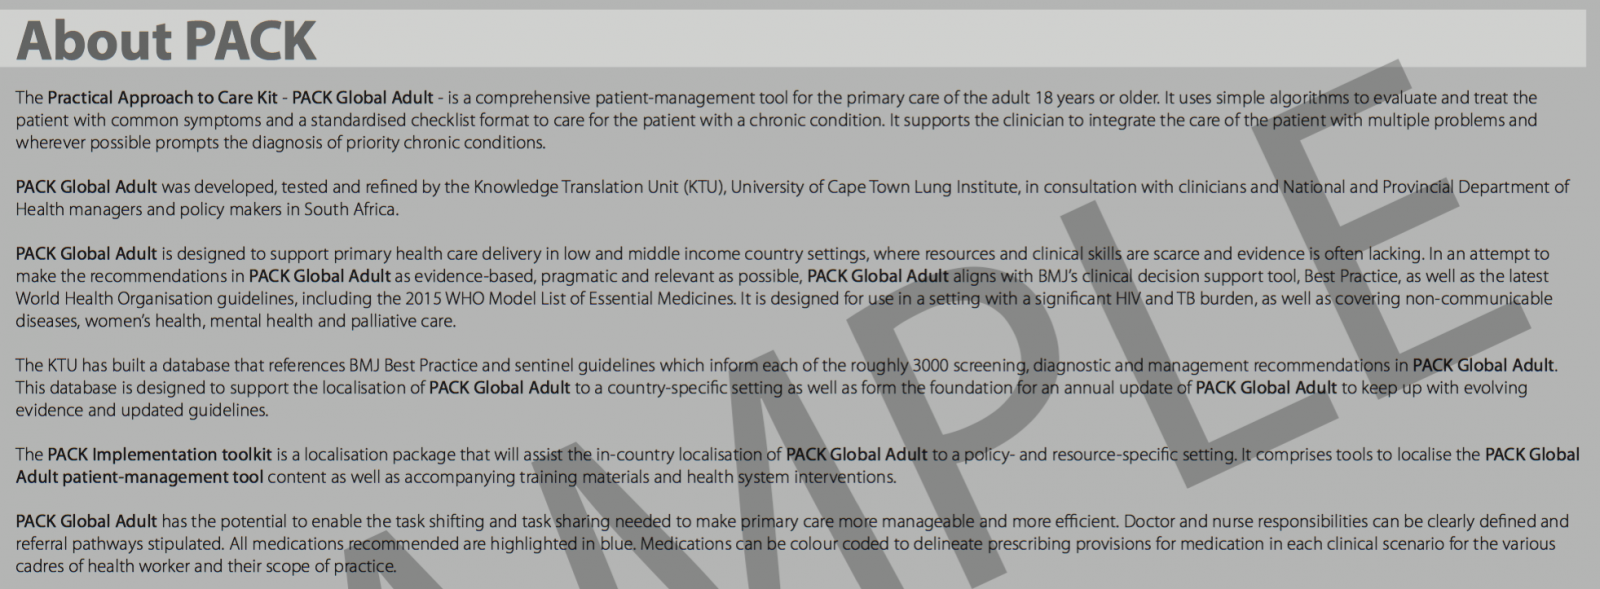 About PACK
The Practical Approach to Care Kit - PACK Global Adult - is a comprehensive patient-management tool for the primary care of the adult 18 years or older. It uses simple algorithms to evaluate and treat the
patient with common symptoms and a standardised checklist format to care for the patient with a chronic condition. It supports the clinician to integrate the care of the patient with multiple problems and
wherever possible prompts the diagnosis of priority chronic conditions.
PACK Global Adult was developed, tested and refined by the Knowledge Translation Unit (KTU), University of Cape Town Lung Institute, in consultation with clinicians and National and Provincial Department of
Health managers and policy makers in South Africa.
PACK Global Adult is designed to support primary health care delivery in low and middle income country settings, where resources and clinical skills are scarce and evidence is often lacking. In an attempt to
make the recommendations in PACK Global Adult as evidence-based, pragmatic and relevant as possible, PACK Global Adult aligns with BMJ's clinical decision support tool, Best Practice, as well as the latest
World Health Organisation guidelines, including the 2015 WHO Model List of Essential Medicines. It is designed for use in a setting with a significant HIV and TB burden, as well as covering non-communicable
diseases, women's health, mental health and palliative care.
The KTU has built a database that references BMJ Best Practice and sentinel guidelines which inform each of the roughly 3000 screening, diagnostic and management recommendations in PACK Global Adult.
This database is designed to support the localisation of PACK Global Adult to a country-specific setting as well as form the foundation for an annual update of PACK Global Adult to keep up with evolving
evidence and updated guidelines.
The PACK Implementation toolkit is a localisation package that will assist the in-country localisation of PACK Global Adult to a policy- and resource-specific setting. It comprises tools to localise the PACK Global
Adult patient-management tool content as well as accompanying training materials and health system interventions.
PACK Global Adult has the potential to enable the task shifting and task sharing needed to make primary care more manageable and more efficient. Doctor and nurse responsibilities can be clearly defined and
referral pathways stipulated. All medications recommended are highlighted in blue. Medications can be colour coded to delineate prescribing provisions for medication in each clinical scenario for the various
cadres of health worker and their scope of practice.
AMPLE